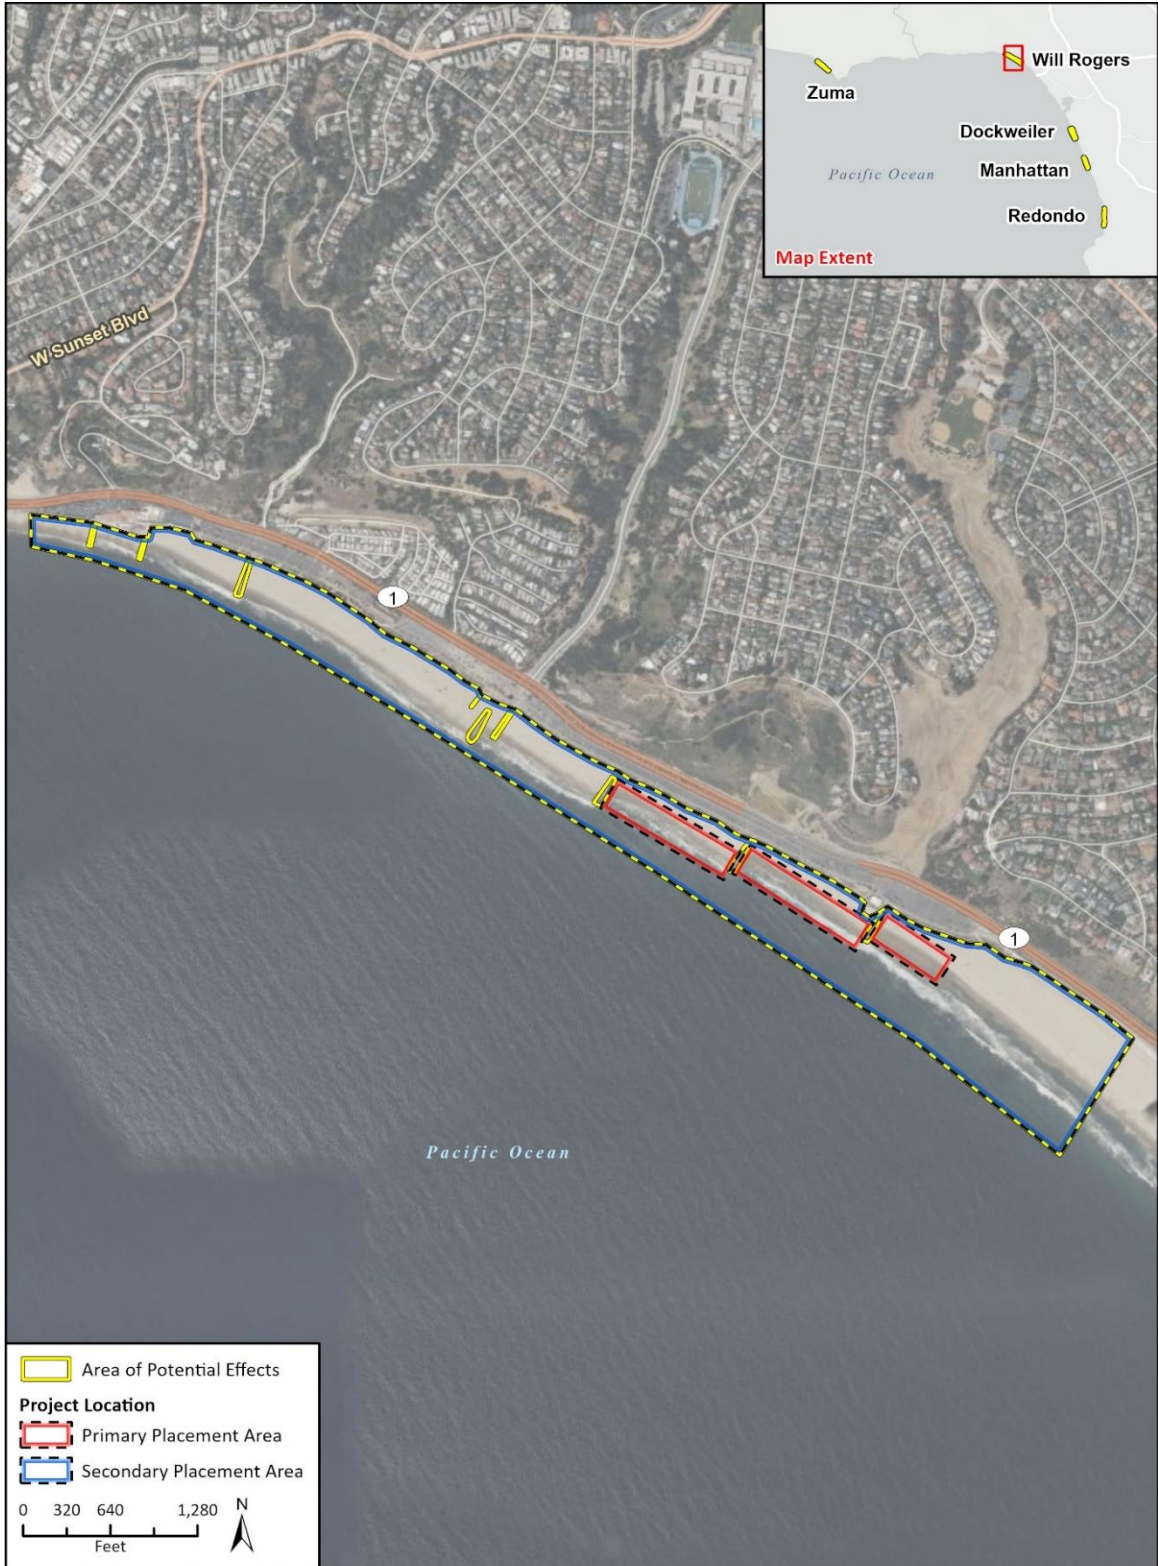 Will Rogers
Zuma
Dockweiler
Manhattan
Pacific Ocean
Redondo
Map Extent
W Sunset Blvd
1
1
Pacific Ocean
Area of Potential Effects
Project Location
Primary Placement Area
Secondary Placement Area
0 320 640 1,280
Feet
N